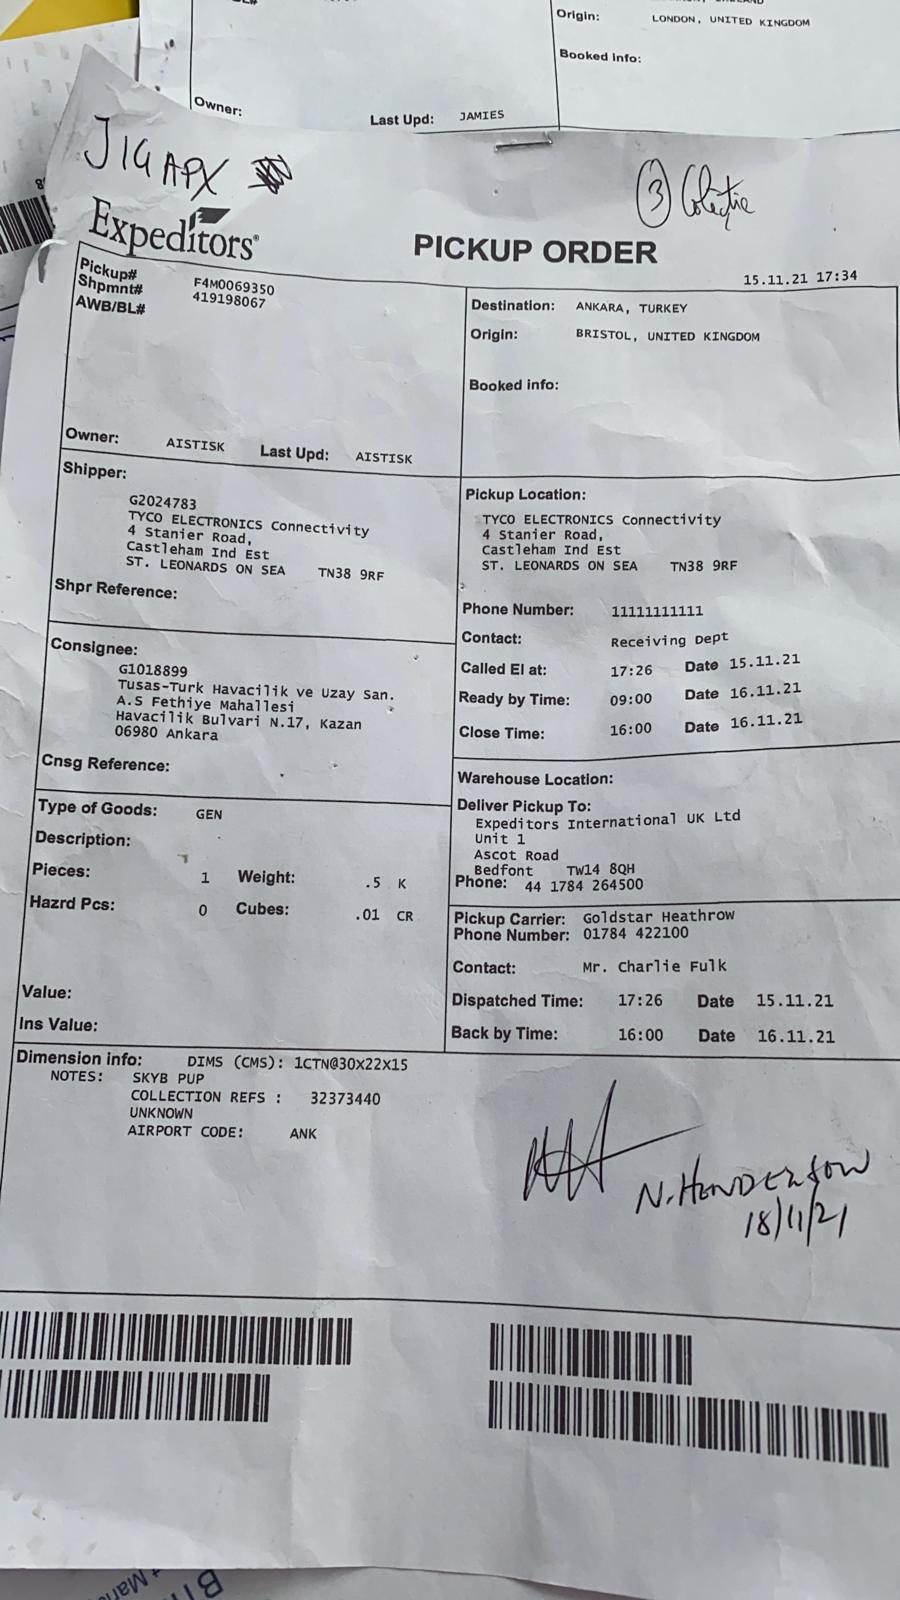 Origin: LONDON, UNITED KINGDOM
Booked Info:
Owner: Last Upd: JAMIES
J1G APX
3
Expeditors®
PICKUP ORDER
15.11.21 17:34
Pickup# F4M0069350
Shpmnt# 419198067
AWB/BL#
Destination: ANKARA, TURKEY
Origin: BRISTOL, UNITED KINGDOM
Booked info:
Owner: AISTISK Last Upd: AISTISK
Shipper:
G2024783
TYCO ELECTRONICS Connectivity
4 Stanier Road,
Castleham Ind Est
ST. LEONARDS ON SEA TN38 9RF
Shpr Reference:
Pickup Location:
TYCO ELECTRONICS Connectivity
4 Stanier Road,
Castleham Ind Est
ST. LEONARDS ON SEA TN38 9RF
Phone Number: 11111111111
Contact: Receiving Dept
Called EI at: 17:26 Date 15.11.21
Ready by Time: 09:00 Date 16.11.21
Close Time: 16:00 Date 16.11.21
Consignee:
G1018899
Tusas-Turk Havacilik ve Uzay San.
A.S Fethiye Mahallesi
Havacilik Bulvari N.17, Kazan
06980 Ankara
Cnsg Reference:
Warehouse Location:
Deliver Pickup To:
Expeditors International UK Ltd
Unit 1
Ascot Road
Bedfont TW14 8QH
Phone: 44 1784 264500
Type of Goods: GEN
Description:
Pieces: 1 Weight: .5 K
Hazrd Pcs: 0 Cubes: .01 CR
Value:
Ins Value:
Pickup Carrier: Goldstar Heathrow
Phone Number: 01784 422100
Contact: Mr. Charlie Fulk
Dispatched Time: 17:26 Date 15.11.21
Back by Time: 16:00 Date 16.11.21
Dimension info: DIMS (CMS): 1CTN@30X22X15
NOTES: SKYB PUP
COLLECTION REFS : 32373440
UNKNOWN
AIRPORT CODE: ANK
N. HENDERSON
18/11/21